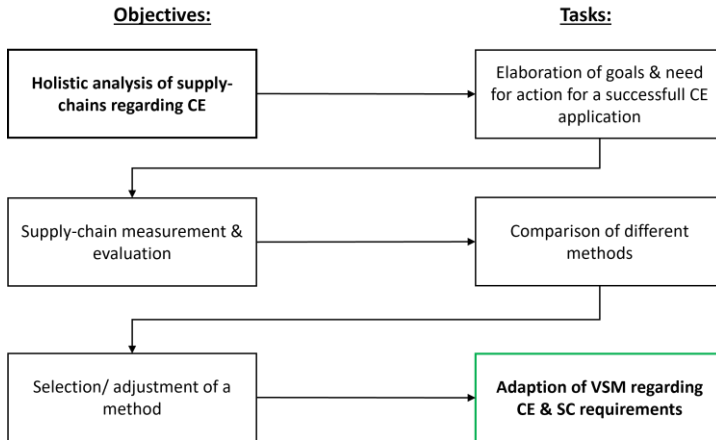 Objectives:
Tasks:
Holistic analysis of supply-
chains regarding CE
Elaboration of goals & need
for action for a successfull CE
application
Supply-chain measurement &
evaluation
Comparison of different
methods
Selection/ adjustment of a
method
Adaption of VSM regarding
CE & SC requirements